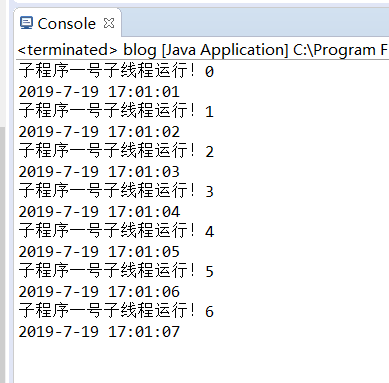 Console
<terminated> blog [Java Application] C:\Program F
子程序一号子线程运行! 0
2019-7-19 17:01:01
子程序一号子线程运行! 1
2019-7-19 17:01:02
子程序一号子线程运行! 2
2019-7-19 17:01:03
子程序一号子线程运行! 3
2019-7-19 17:01:04
子程序一号子线程运行! 4
2019-7-19 17:01:05
子程序一号子线程运行! 5
2019-7-19 17:01:06
子程序一号子线程运行! 6
2019-7-19 17:01:07